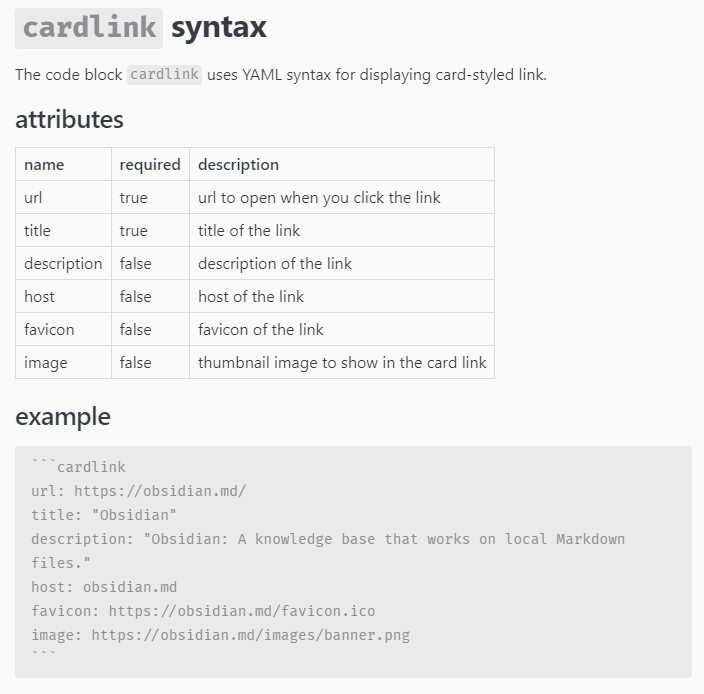 cardlink syntax
The code block cardlink uses YAML syntax for displaying card-styled link.
attributes
name required description
url true url to open when you click the link
title true title of the link
description false description of the link
host false host of the link
favicon false favicon of the link
image false thumbnail image to show in the card link
example
```cardlink
url: https://obsidian.md/
title: "Obsidian"
description: "Obsidian: A knowledge base that works on local Markdown
files."
host: obsidian.md
favicon: https://obsidian.md/favicon.ico
image: https://obsidian.md/images/banner.png
```